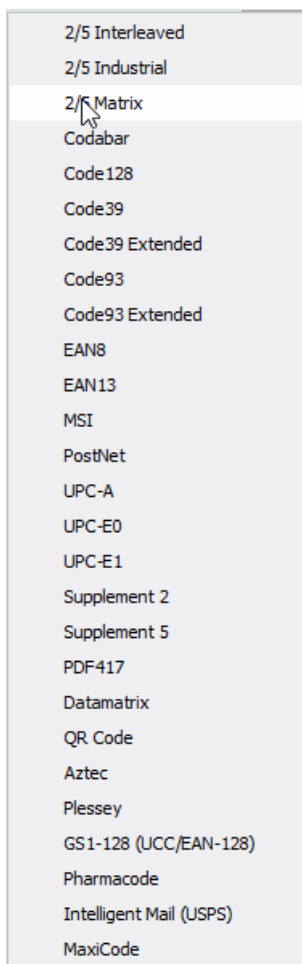 2/5 Interleaved
2/5 Industrial
2/5 Matrix
Codabar
Code128
Code39
Code39 Extended
Code93
Code93 Extended
EAN8
EAN13
MSI
PostNet
UPC-A
UPC-E0
UPC-E1
Supplement 2
Supplement 5
PDF417
Datamatrix
QR Code
Aztec
Plessey
GS1-128 (UCC/EAN-128)
Pharmacode
Intelligent Mail (USPS)
MaxiCode